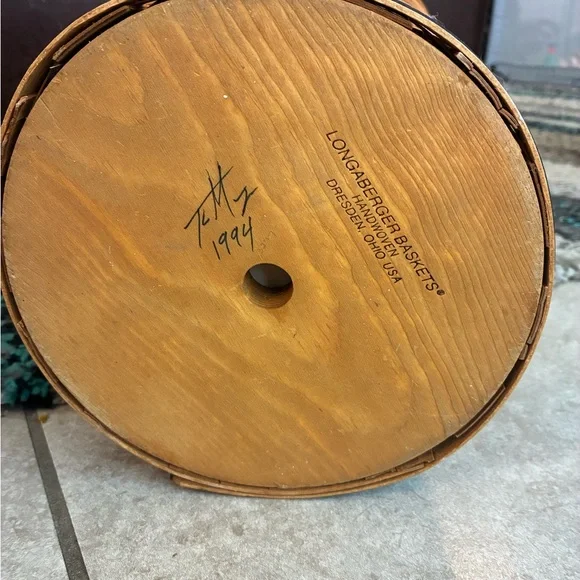 1994
LONGABERGER BASKETS®
HANDWOVEN
DRESDEN, OHIO USA